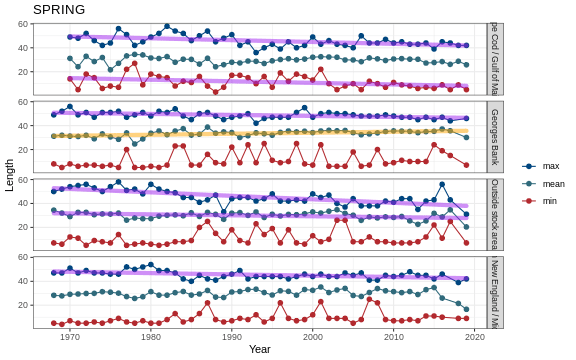 SPRING
60
40
20
pe Cod / Gulf of Ma
60
40
20
Georges Bank
60
40
20
Outside stock area
60
40
20
New England / Mi
1970
1980
1990
2000
2010
2020
Year
Length
max
mean
min